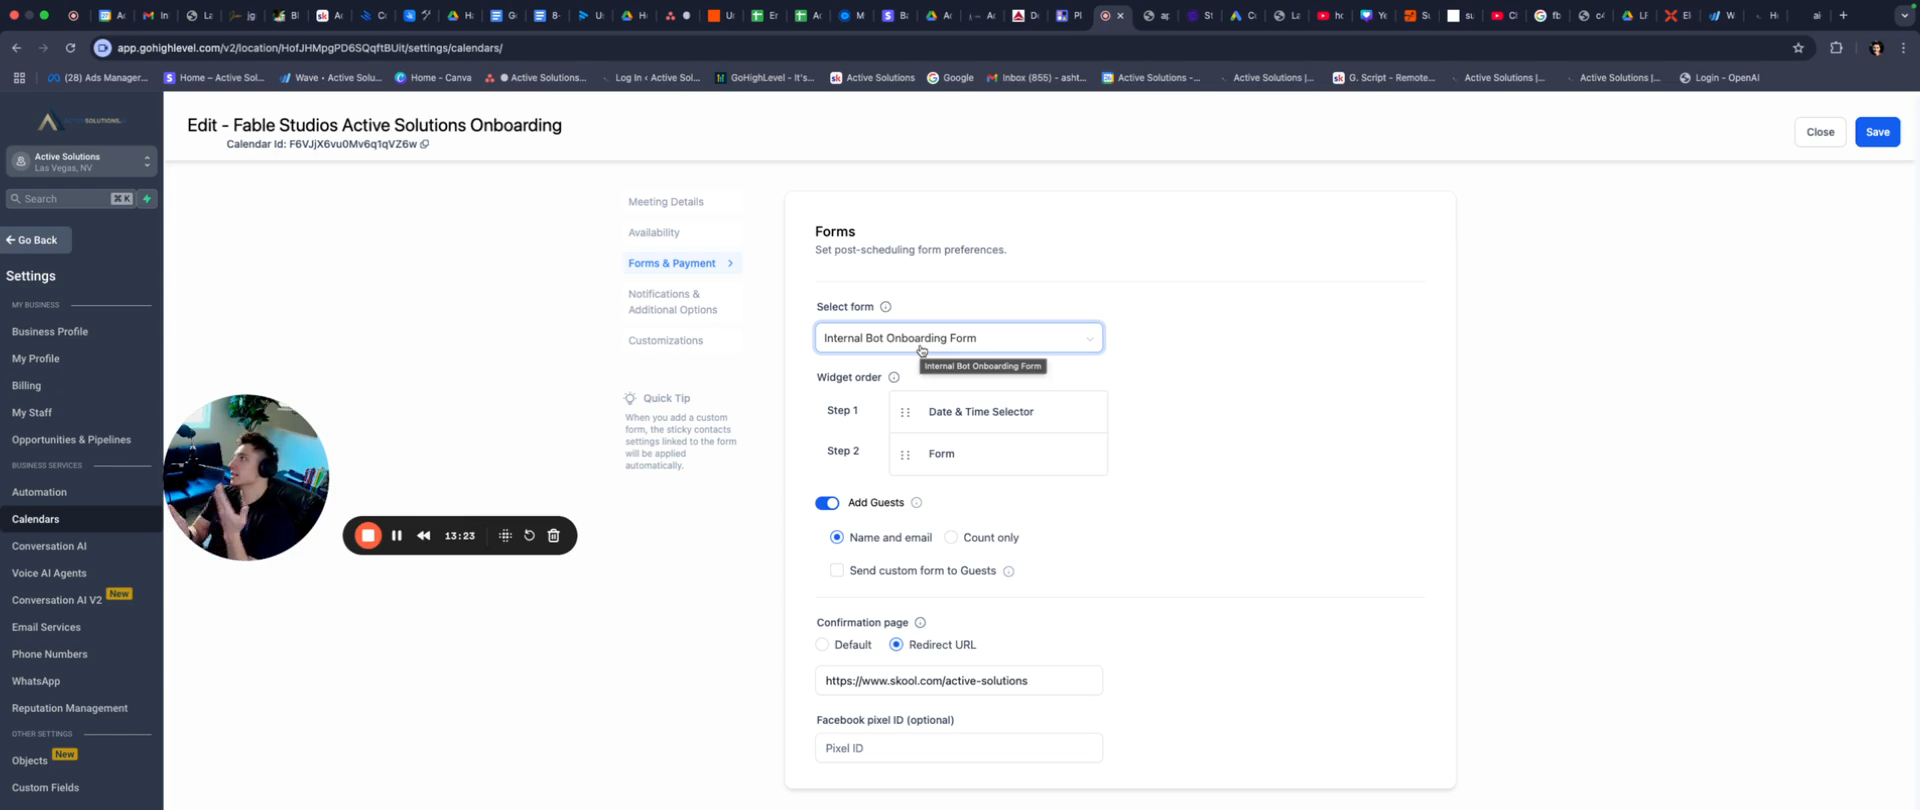 app.gohighlevel.com/v2/location/HofJHMpgPD6SQqftBUit/settings/calendars/
(28) Ads Manager...
Home – Active Sol...
Wave • Active Solu...
Home - Canva
Active Solutions...
Log In ‹ Active Sol...
GoHighLevel - It's...
Active Solutions
Google
Inbox (855) - asht...
Active Solutions -...
Active Solutions |...
G. Script - Remote...
Active Solutions |...
Active Solutions |...
Login - OpenAI
Edit - Fable Studios Active Solutions Onboarding
Calendar Id: F6VJjX6vu0Mv6q1qVZ6w
Close
Save
Active Solutions
Las Vegas, NV
Search
⌘ K
Go Back
Settings
MY BUSINESS
Business Profile
My Profile
Billing
My Staff
Opportunities & Pipelines
BUSINESS SERVICES
Automation
Calendars
Conversation AI
Voice AI Agents
Conversation AI V2 New
Email Services
Phone Numbers
WhatsApp
Reputation Management
OTHER SETTINGS
Objects New
Custom Fields
Meeting Details
Availability
Forms & Payment
Notifications &
Additional Options
Customizations
Quick Tip
When you add a custom
form, the sticky contacts
settings linked to the form
will be applied
automatically.
13:23
Forms
Set post-scheduling form preferences.
Select form
Internal Bot Onboarding Form
Internal Bot Onboarding Form
Widget order
Step 1
Date & Time Selector
Step 2
Form
Add Guests
Name and email
Count only
Send custom form to Guests
Confirmation page
Default
Redirect URL
https://www.skool.com/active-solutions
Facebook pixel ID (optional)
Pixel ID